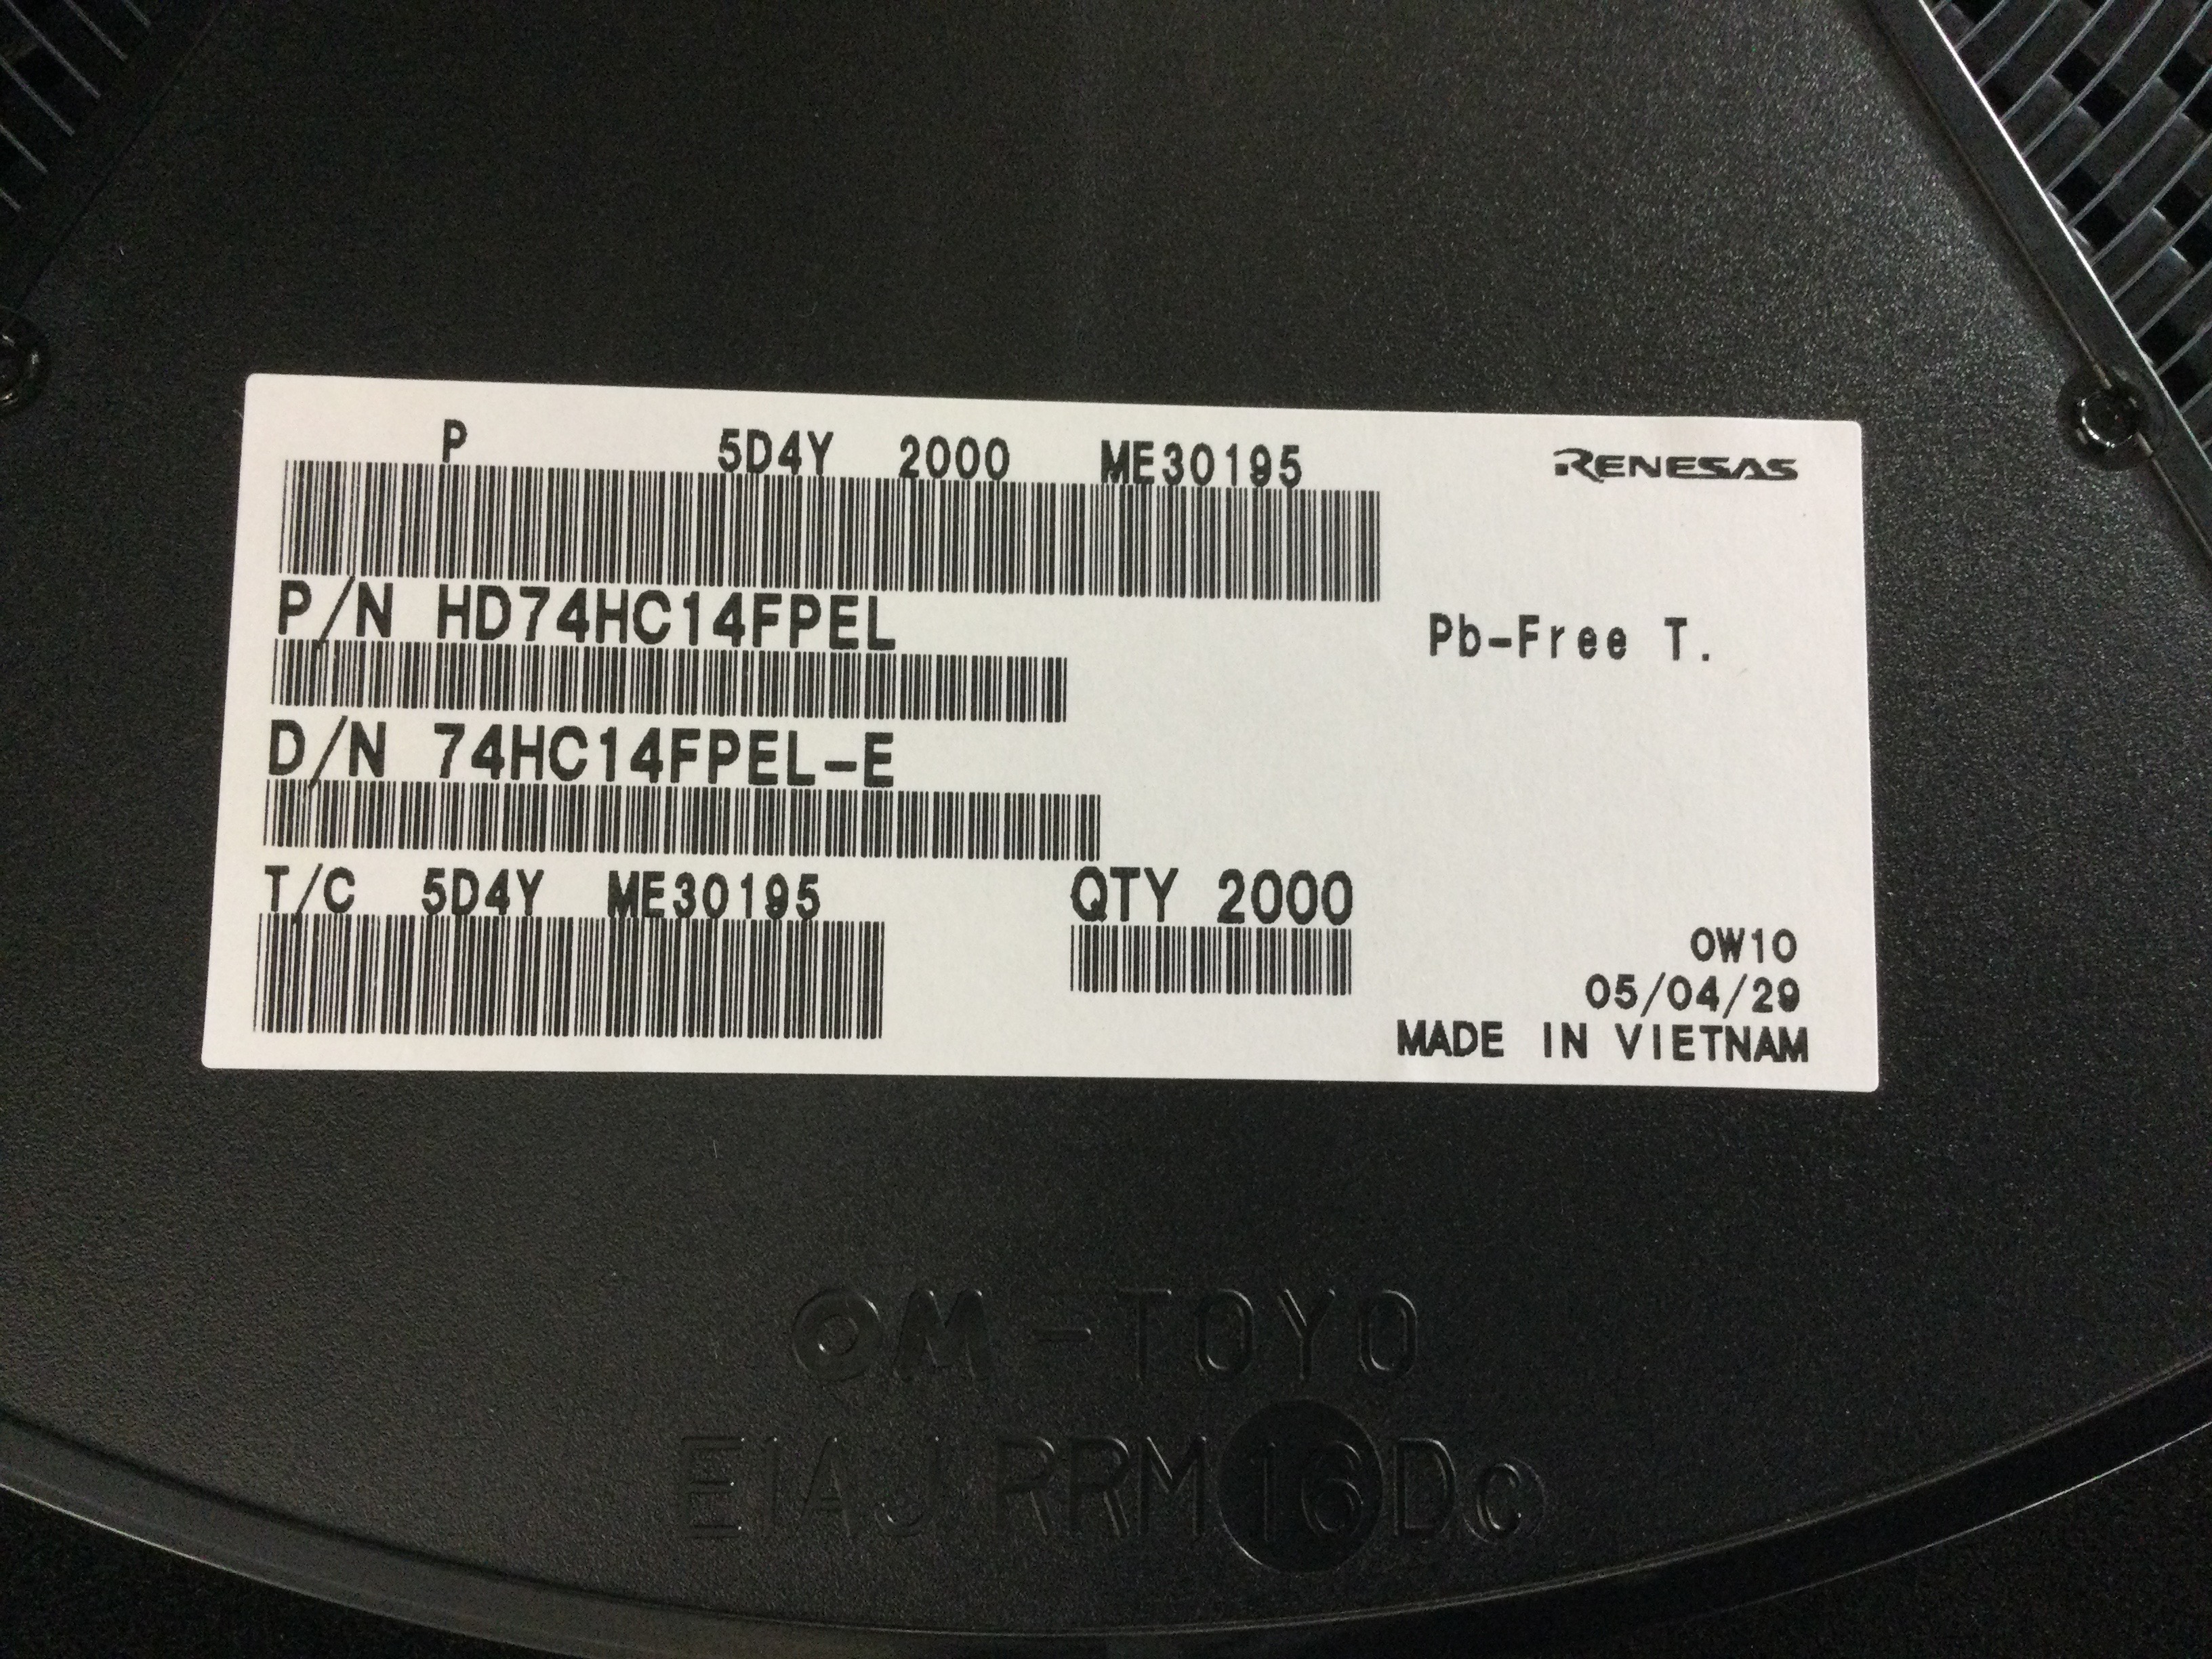 P 5D4Y 2000 ME30195
RENESAS
P/N HD74HC14FPEL
Pb-Free T.
D/N 74HC14FPEL-E
T/C 5D4Y ME30195
QTY 2000
0W10
05/04/29
MADE IN VIETNAM
OM-TOYO
EIAJ RRM 16 Dc